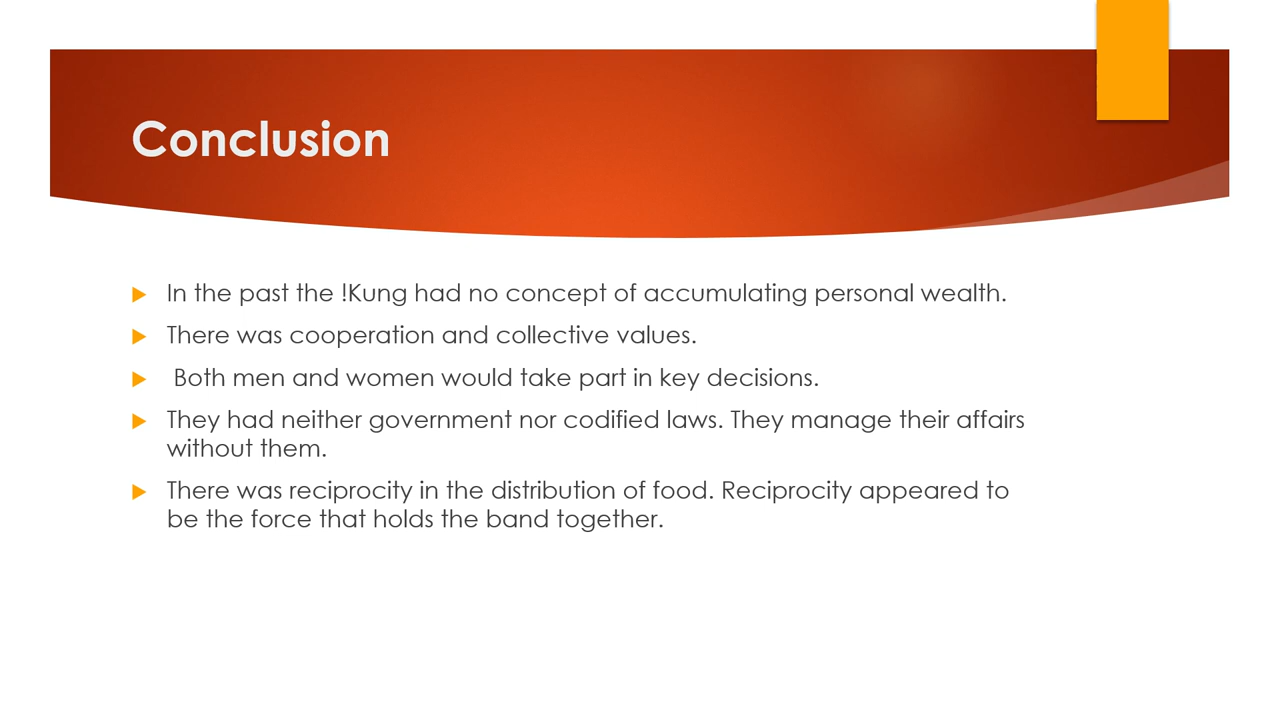 Conclusion
In the past the !Kung had no concept of accumulating personal wealth.
There was cooperation and collective values.
Both men and women would take part in key decisions.
They had neither government nor codified laws. They manage their affairs
without them.
There was reciprocity in the distribution of food. Reciprocity appeared to
be the force that holds the band together.